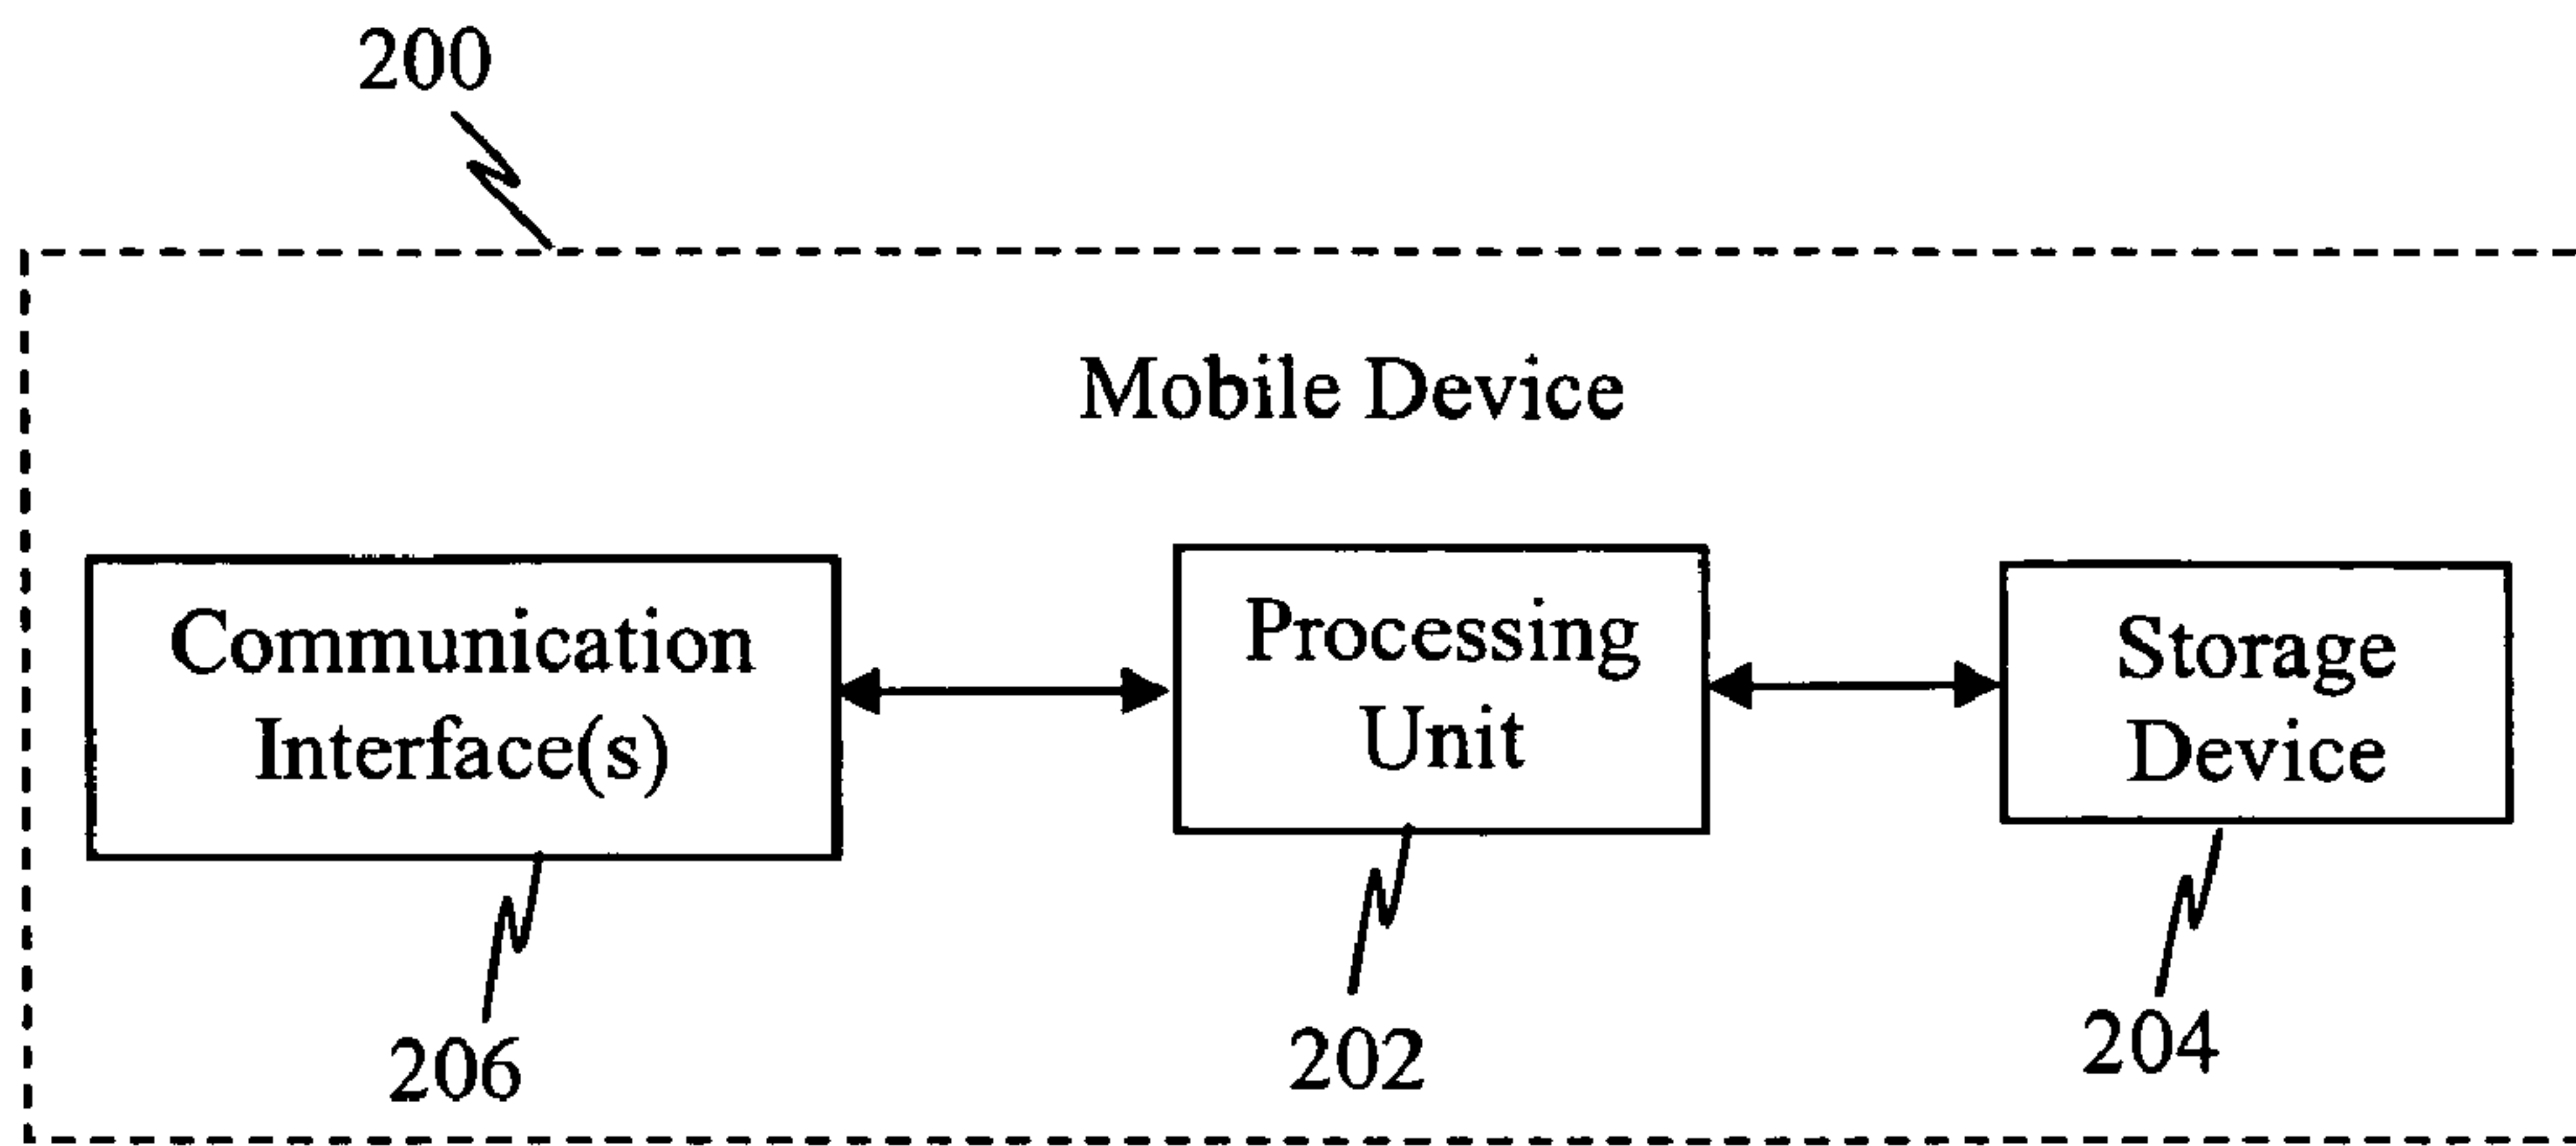 200
Mobile Device
Communication
Interface(s)
Processing
Unit
Storage
Device
206
202
204